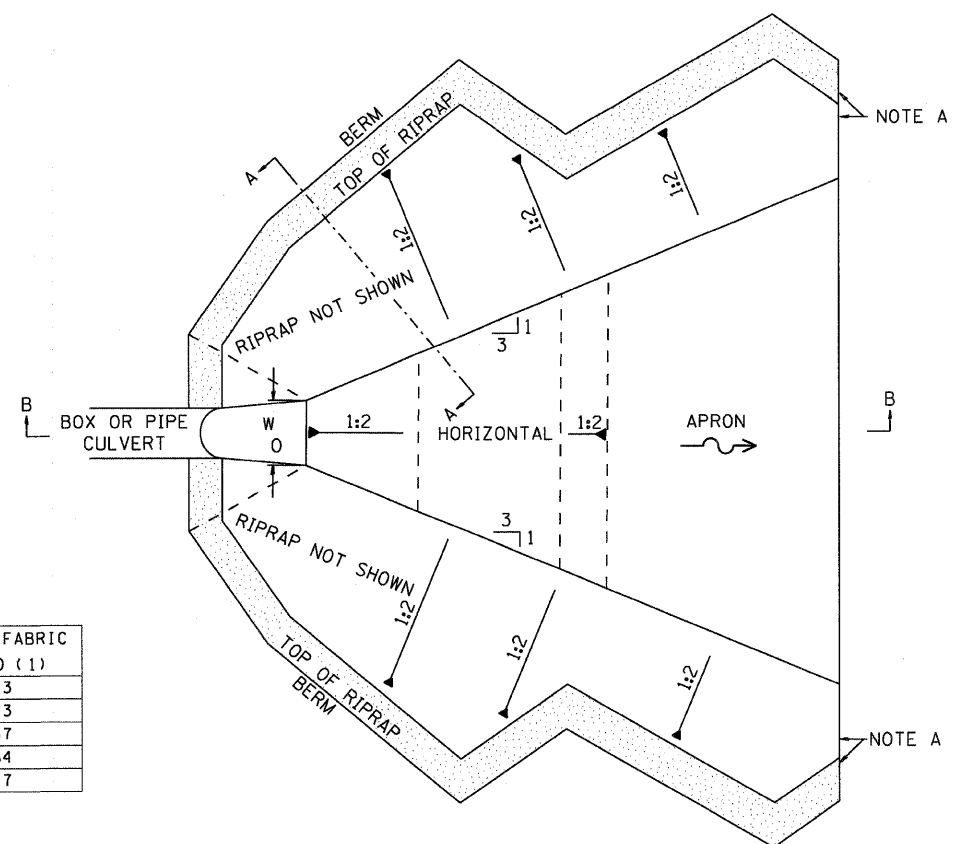 BERM
TOP OF RIPRAP
NOTE A
A
1:2
1:2
1:2
RIPRAP NOT SHOWN
1
3
A
B
B
BOX OR PIPE
CULVERT
W
O
1:2
HORIZONTAL
1:2
APRON
3
1
RIPRAP NOT SHOWN
1:2
1:2
1:2
TOP OF RIPRAP
BERM
NOTE A
FABRIC
(1)
3
3
7
4
7